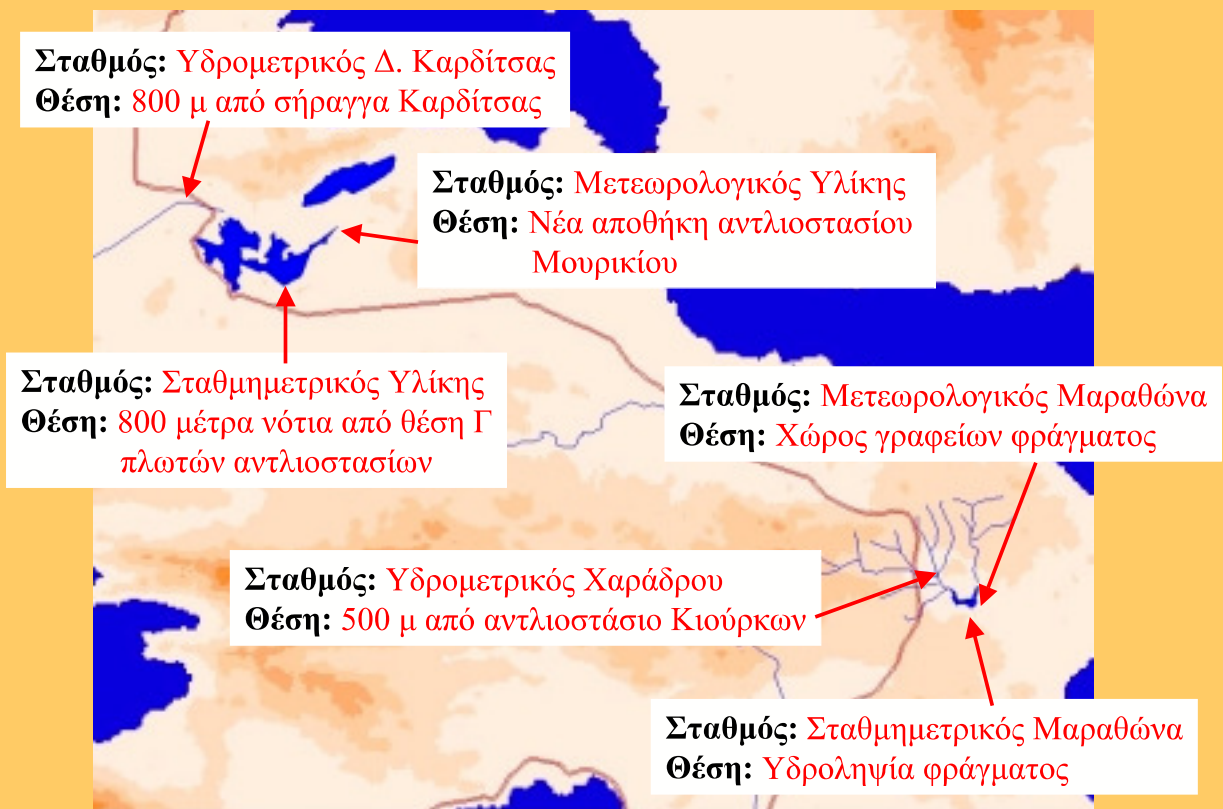 Σταθμός: Υδρομετρικός Δ. Καρδίτσας
Θέση: 800 μ από σήραγγα Καρδίτσας
Σταθμός: Μετεωρολογικός Υλίκης
Θέση: Νέα αποθήκη αντλιοστασίου
Μουρικίου
Σταθμός: Σταθμημετρικός Υλίκης
Θέση: 800 μέτρα νότια από θέση Γ
πλωτών αντλιοστασίων
Σταθμός: Μετεωρολογικός Μαραθώνα
Θέση: Χώρος γραφείων φράγματος
Σταθμός: Υδρομετρικός Χαράδρου
Θέση: 500 μ από αντλιοστάσιο Κιούρκων
Σταθμός: Σταθμημετρικός Μαραθώνα
Θέση: Υδροληψία φράγματος